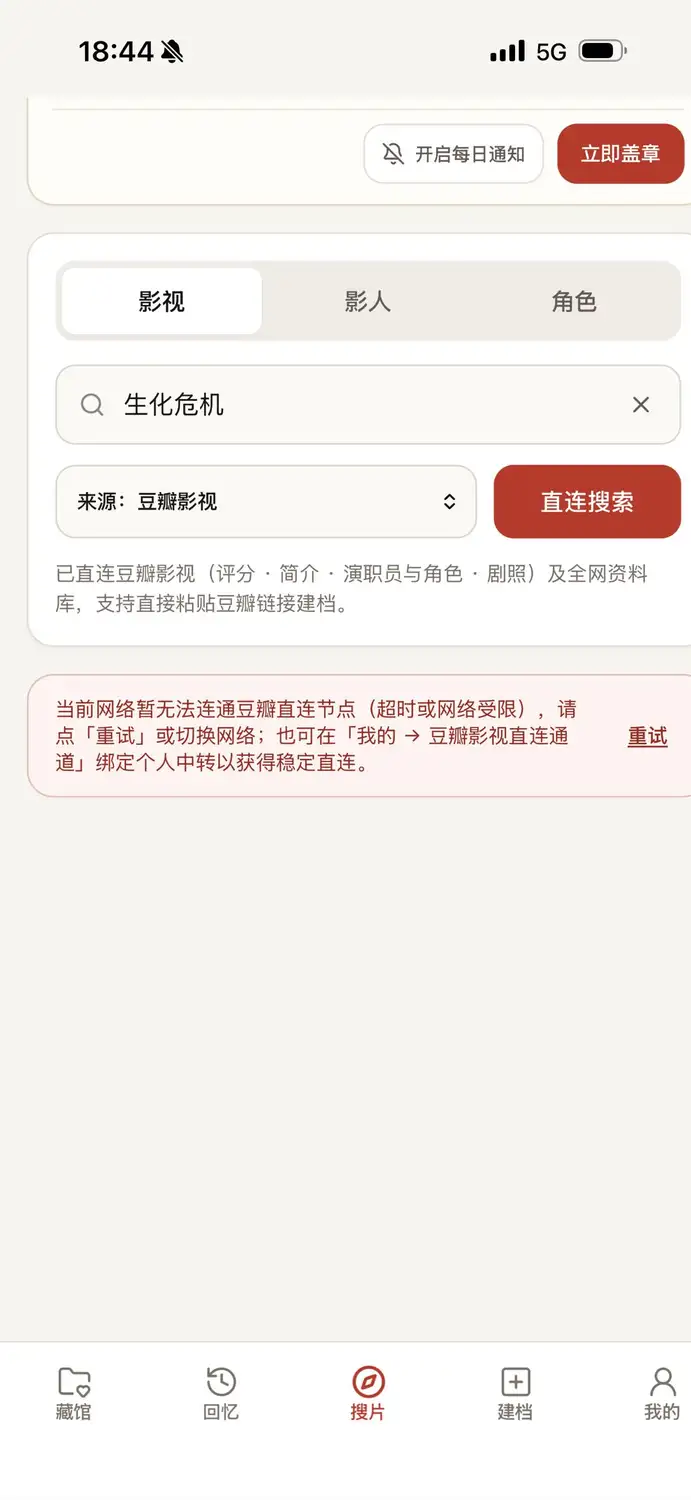 18:44
5G
开启每日通知
立即盖章
影视
影人
角色
生化危机
来源：豆瓣影视
直连搜索
已直连豆瓣影视（评分 · 简介 · 演职员与角色 · 剧照）及全网资料
库，支持直接粘贴豆瓣链接建档。
当前网络暂无法连通豆瓣直连节点（超时或网络受限），请
点「重试」或切换网络；也可在「我的 → 豆瓣影视直连通
道」绑定个人中转以获得稳定直连。
重试
藏馆
回忆
搜片
建档
我的